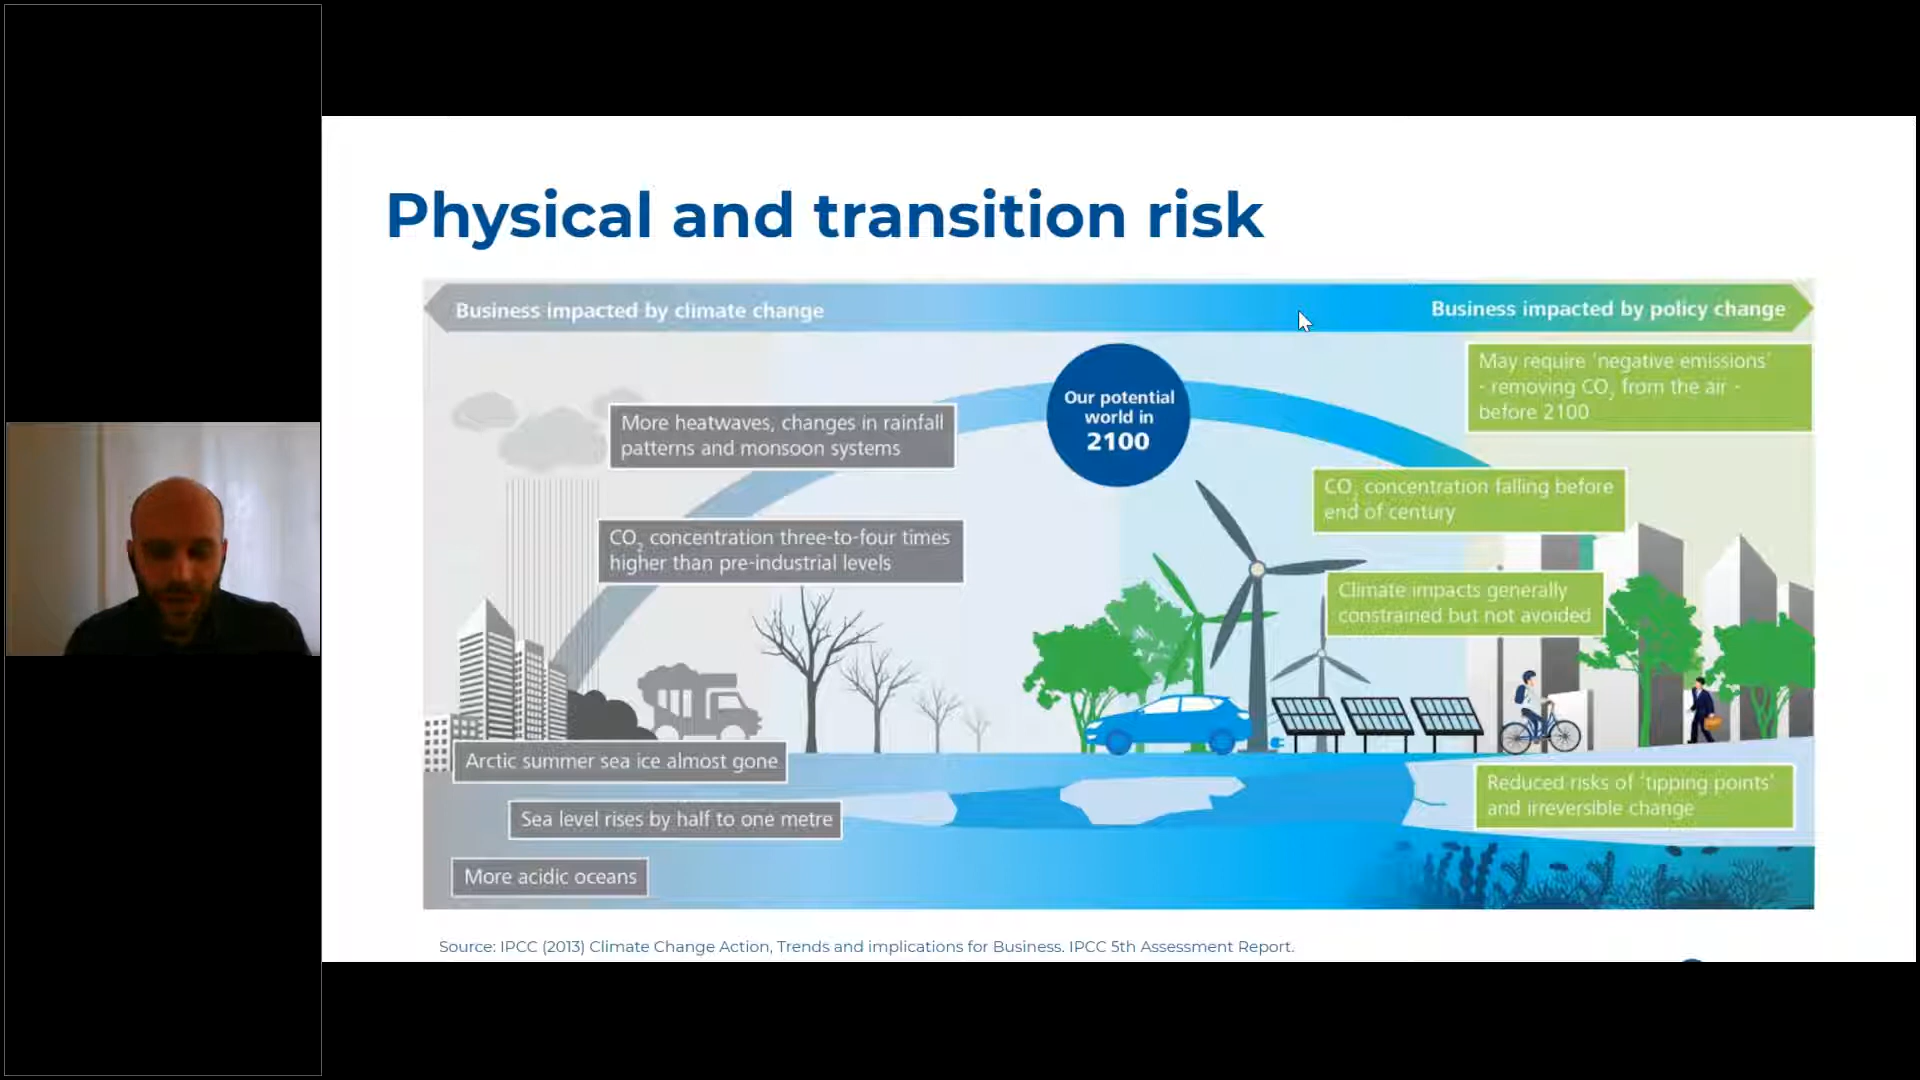 Physical and transition risk
Business impacted by climate change
Business impacted by policy change
Our potential
world in
2100
More heatwaves, changes in rainfall
patterns and monsoon systems
CO₂ concentration three-to-four times
higher than pre-industrial levels
Arctic summer sea ice almost gone
Sea level rises by half to one metre
More acidic oceans
May require 'negative emissions'
- removing CO₂ from the air -
before 2100
CO₂ concentration falling before
end of century
Climate impacts generally
constrained but not avoided
Reduced risks of 'tipping points'
and irreversible change
Source: IPCC (2013) Climate Change Action, Trends and implications for Business. IPCC 5th Assessment Report.